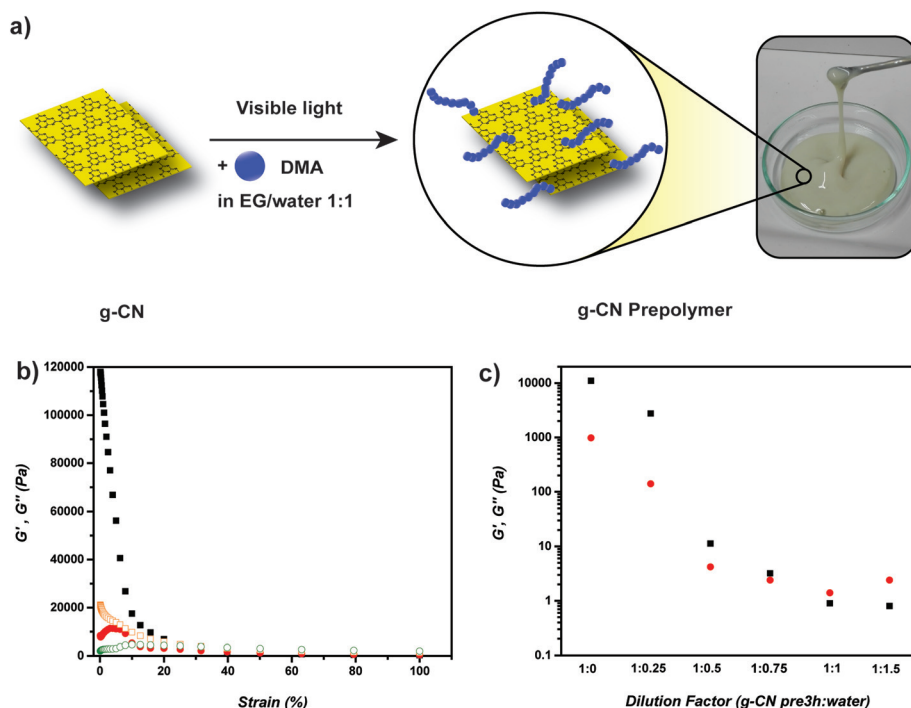 a)
Visible light
+ DMA
in EG/water 1:1
g-CN
g-CN Prepolymer
b)
120000
100000
80000
60000
40000
20000
0
G' , G'' (Pa)
0 20 40 60 80 100
Strain (%)
c)
10000
1000
100
10
1
0.1
G', G'' (Pa)
1:0 1:0.25 1:0.5 1:0.75 1:1 1:1.5
Dilution Factor (g-CN pre3h:water)